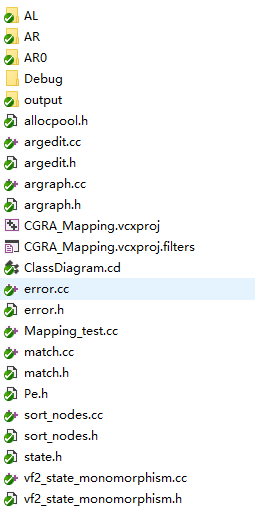 AL
AR
AR0
Debug
output
allocpool.h
argedit.cc
argedit.h
argraph.cc
argraph.h
CGRA_Mapping.vcxproj
CGRA_Mapping.vcxproj.filters
ClassDiagram.cd
error.cc
error.h
Mapping_test.cc
match.cc
match.h
Pe.h
sort_nodes.cc
sort_nodes.h
state.h
vf2_state_monomorphism.cc
vf2_state_monomorphism.h